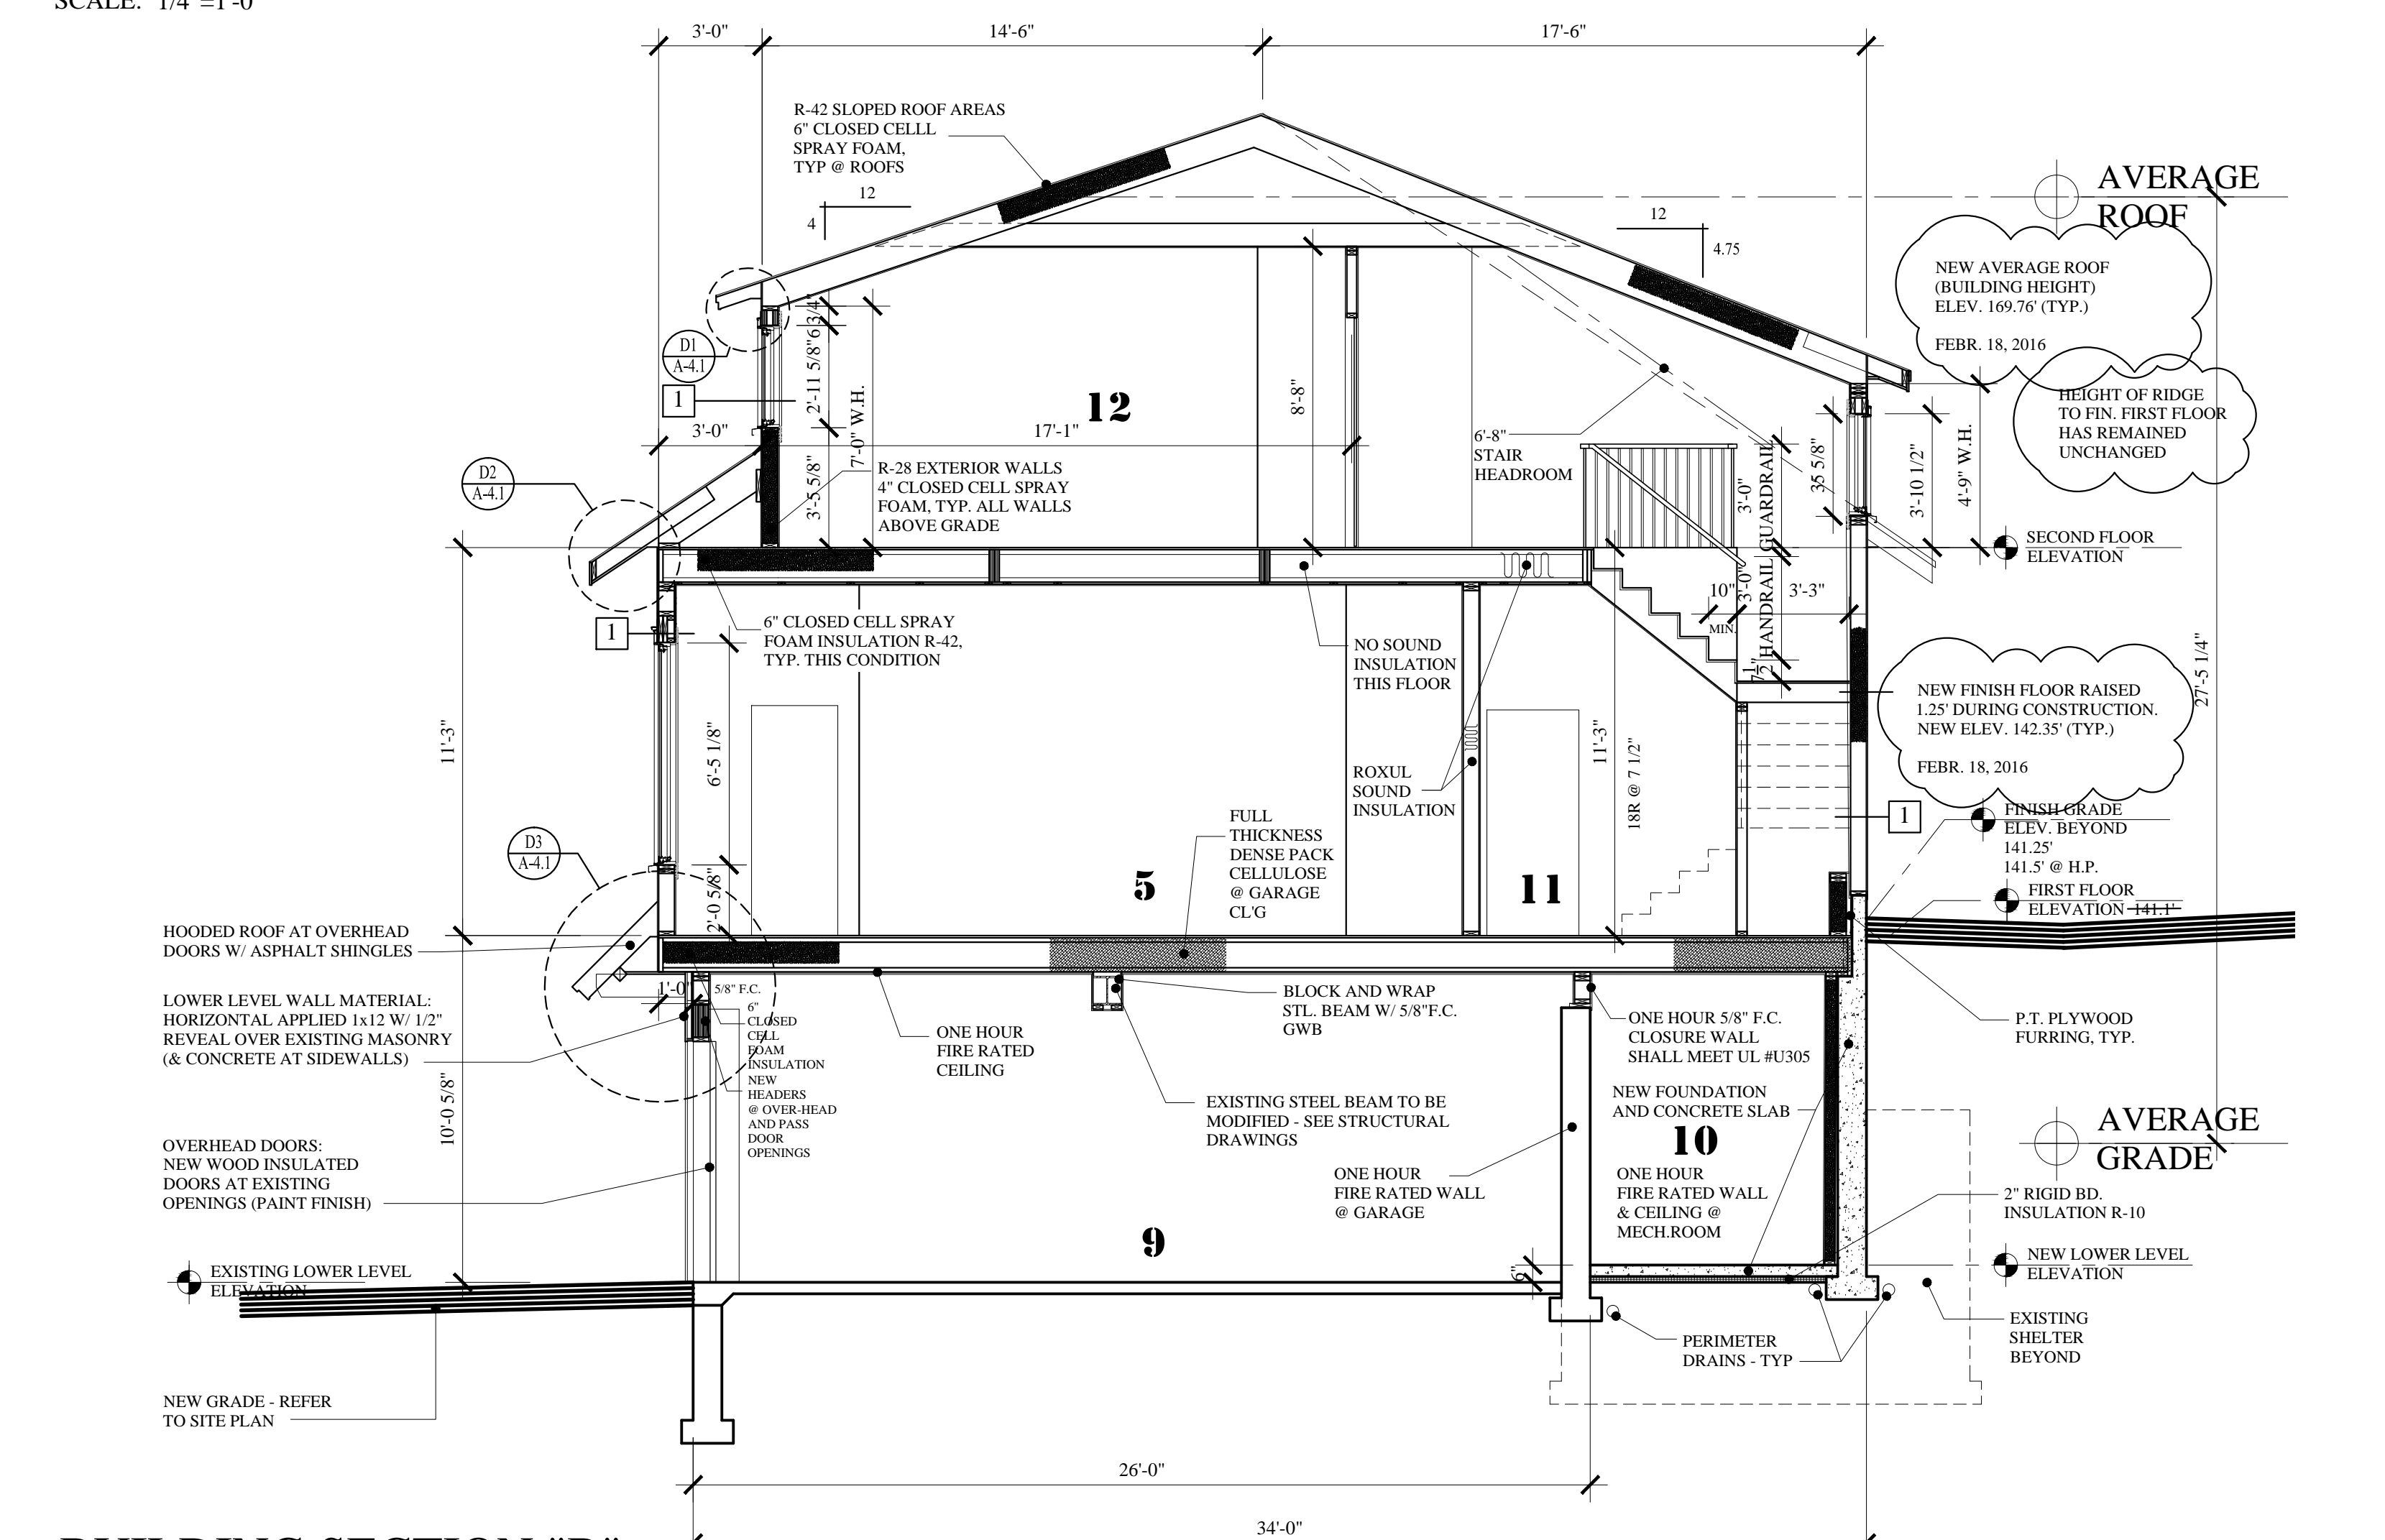 SCALE: 1/4"=1'-0"
3'-0"
14'-6"
17'-6"
R-42 SLOPED ROOF AREAS
6" CLOSED CELLL
SPRAY FOAM,
TYP @ ROOFS
12
4
12
4.75
AVERAGE
ROOF
NEW AVERAGE ROOF
(BUILDING HEIGHT)
ELEV. 169.76' (TYP.)
FEBR. 18, 2016
HEIGHT OF RIDGE
TO FIN. FIRST FLOOR
HAS REMAINED
UNCHANGED
D1
A-4.1
1
6 3/4"
2'-11 5/8"
7'-0" W.H.
3'-5 5/8"
12
8'-8"
3'-0"
17'-1"
D2
A-4.1
R-28 EXTERIOR WALLS
4" CLOSED CELL SPRAY
FOAM, TYP. ALL WALLS
ABOVE GRADE
6'-8"
STAIR
HEADROOM
3'-0"
GUARDRAIL
35 5/8"
3'-10 1/2"
4'-9" W.H.
SECOND FLOOR
ELEVATION
10"
MIN.
3'-0"
HANDRAIL
3'-3"
7 1/2"
1
6" CLOSED CELL SPRAY
FOAM INSULATION R-42,
TYP. THIS CONDITION
NO SOUND
INSULATION
THIS FLOOR
27'-5 1/4"
NEW FINISH FLOOR RAISED
1.25' DURING CONSTRUCTION.
NEW ELEV. 142.35' (TYP.)
FEBR. 18, 2016
11'-3"
6'-5 1/8"
ROXUL
SOUND
INSULATION
11'-3"
18R @ 7 1/2"
1
FINISH GRADE
ELEV. BEYOND
141.25'
141.5' @ H.P.
FIRST FLOOR
ELEVATION 141.1'
D3
A-4.1
2'-0 5/8"
5
FULL
THICKNESS
DENSE PACK
CELLULOSE
@ GARAGE
CL'G
11
HOODED ROOF AT OVERHEAD
DOORS W/ ASPHALT SHINGLES
LOWER LEVEL WALL MATERIAL:
HORIZONTAL APPLIED 1x12 W/ 1/2"
REVEAL OVER EXISTING MASONRY
(& CONCRETE AT SIDEWALLS)
1'-0"
5/8" F.C.
6"
CLOSED
CELL
FOAM
INSULATION
NEW
HEADERS
@ OVER-HEAD
AND PASS
DOOR
OPENINGS
ONE HOUR
FIRE RATED
CEILING
BLOCK AND WRAP
STL. BEAM W/ 5/8"F.C.
GWB
ONE HOUR 5/8" F.C.
CLOSURE WALL
SHALL MEET UL #U305
P.T. PLYWOOD
FURRING, TYP.
10'-0 5/8"
EXISTING STEEL BEAM TO BE
MODIFIED - SEE STRUCTURAL
DRAWINGS
NEW FOUNDATION
AND CONCRETE SLAB
10
AVERAGE
GRADE
OVERHEAD DOORS:
NEW WOOD INSULATED
DOORS AT EXISTING
OPENINGS (PAINT FINISH)
ONE HOUR
FIRE RATED WALL
@ GARAGE
ONE HOUR
FIRE RATED WALL
& CEILING @
MECH.ROOM
2" RIGID BD.
INSULATION R-10
9
EXISTING LOWER LEVEL
ELEVATION
6"
NEW LOWER LEVEL
ELEVATION
PERIMETER
DRAINS - TYP
EXISTING
SHELTER
BEYOND
NEW GRADE - REFER
TO SITE PLAN
26'-0"
34'-0"
BUILDING SECTION "B"